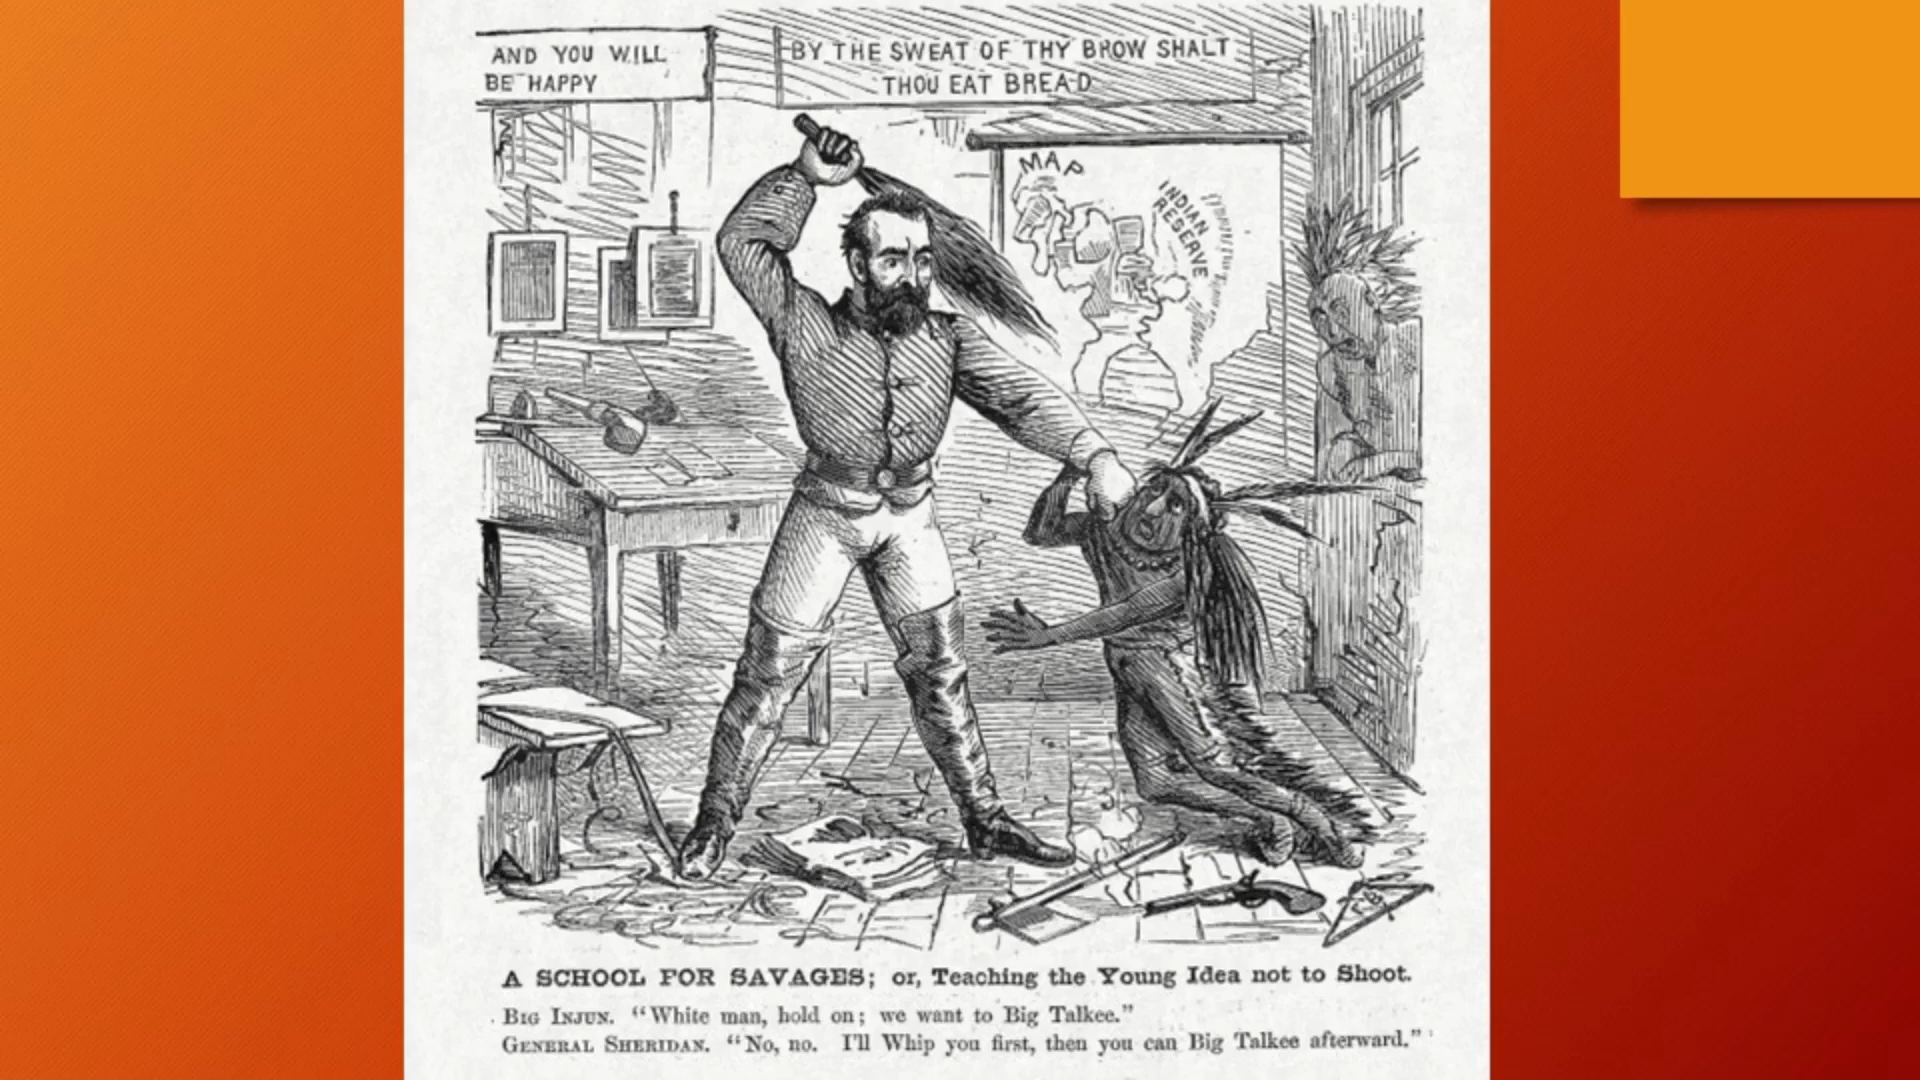 AND YOU WILL
BE HAPPY
BY THE SWEAT OF THY BROW SHALT
THOU EAT BREAD
MAP
INDIAN
RESERVE
A SCHOOL FOR SAVAGES; or, Teaching the Young Idea not to Shoot.
BIG INJUN. “White man, hold on; we want to Big Talkee.”
GENERAL SHERIDAN. “No, no. I'll Whip you first, then you can Big Talkee afterward.”